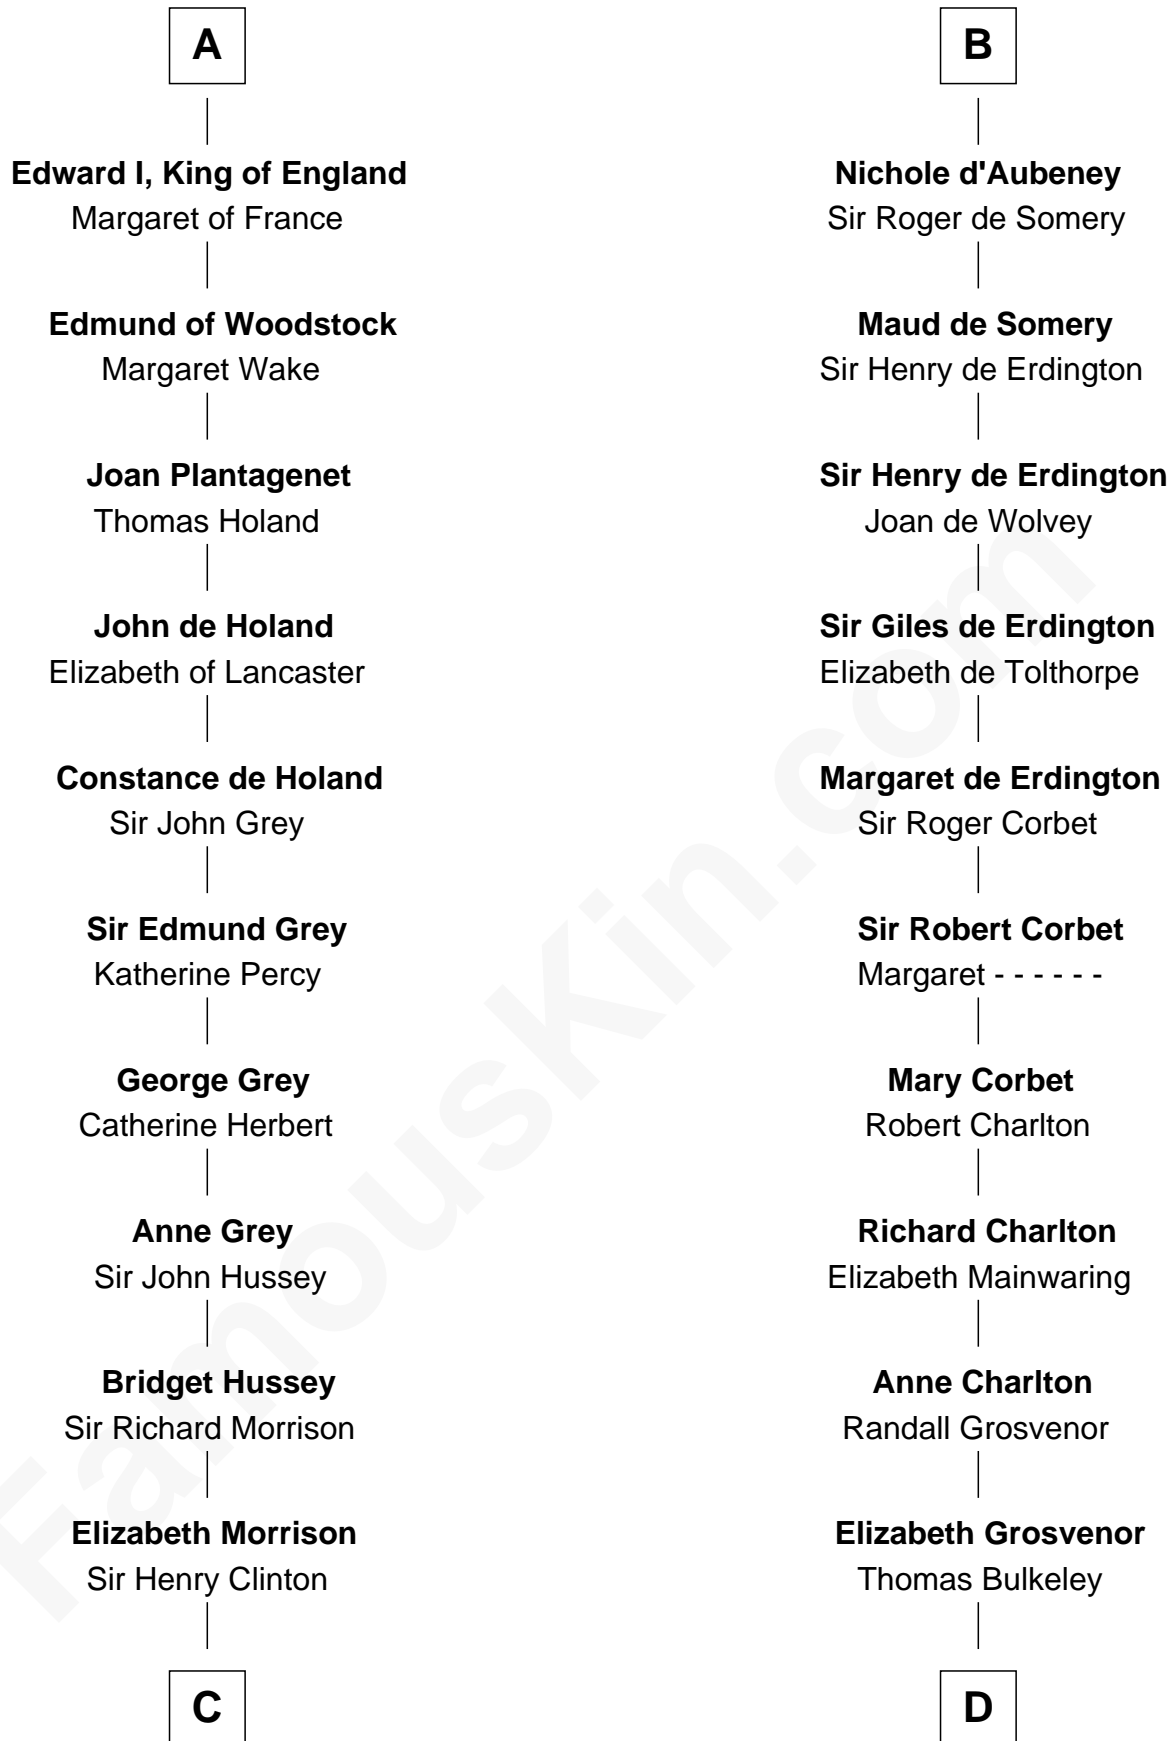 A
Edward I, King of England
Margaret of France
Edmund of Woodstock
Margaret Wake
Joan Plantagenet
Thomas Holand
John de Holand
Elizabeth of Lancaster
Constance de Holand
Sir John Grey
Sir Edmund Grey
Katherine Percy
George Grey
Catherine Herbert
Anne Grey
Sir John Hussey
Bridget Hussey
Sir Richard Morrison
Elizabeth Morrison
Sir Henry Clinton
C
B
Nichole d'Aubeney
Sir Roger de Somery
Maud de Somery
Sir Henry de Erdington
Sir Henry de Erdington
Joan de Wolvey
Sir Giles de Erdington
Elizabeth de Tolthorpe
Margaret de Erdington
Sir Roger Corbet
Sir Robert Corbet
Margaret - - - - - -
Mary Corbet
Robert Charlton
Richard Charlton
Elizabeth Mainwaring
Anne Charlton
Randall Grosvenor
Elizabeth Grosvenor
Thomas Bulkeley
D
FamousKin.com